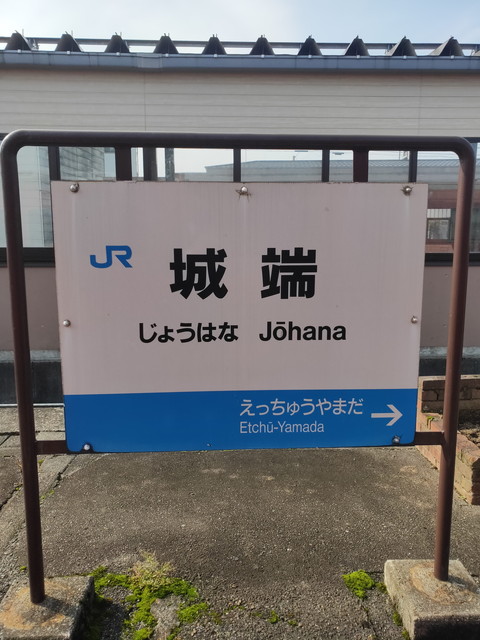 JR
城端
じょうはな Jōhana
えっちゅうやまだ
Etchū-Yamada